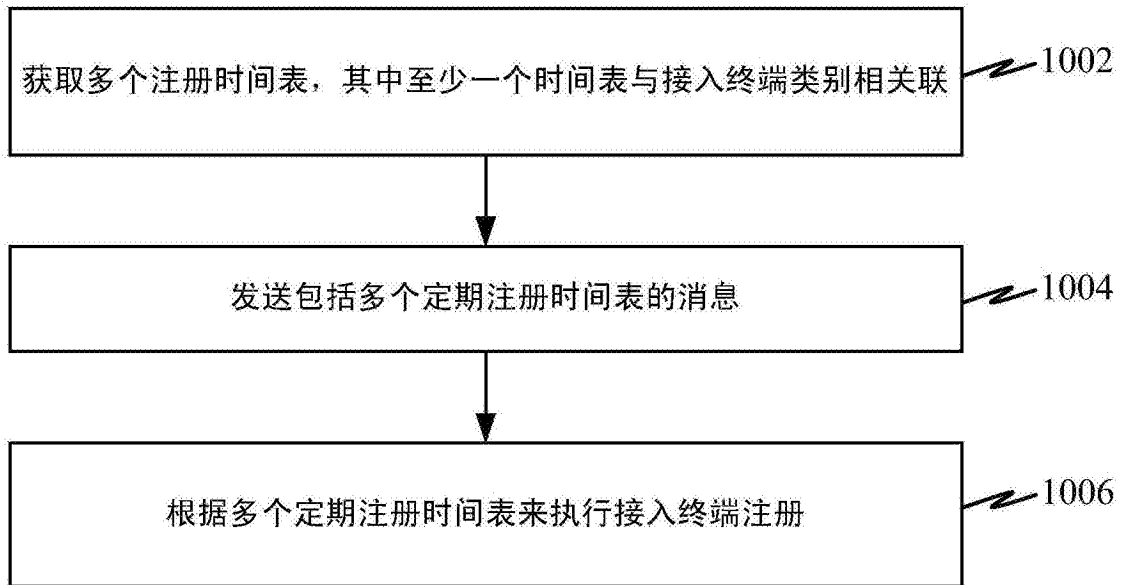 获取多个注册时间表，其中至少一个时间表与接入终端类别相关联
1002
发送包括多个定期注册时间表的消息
1004
根据多个定期注册时间表来执行接入终端注册
1006